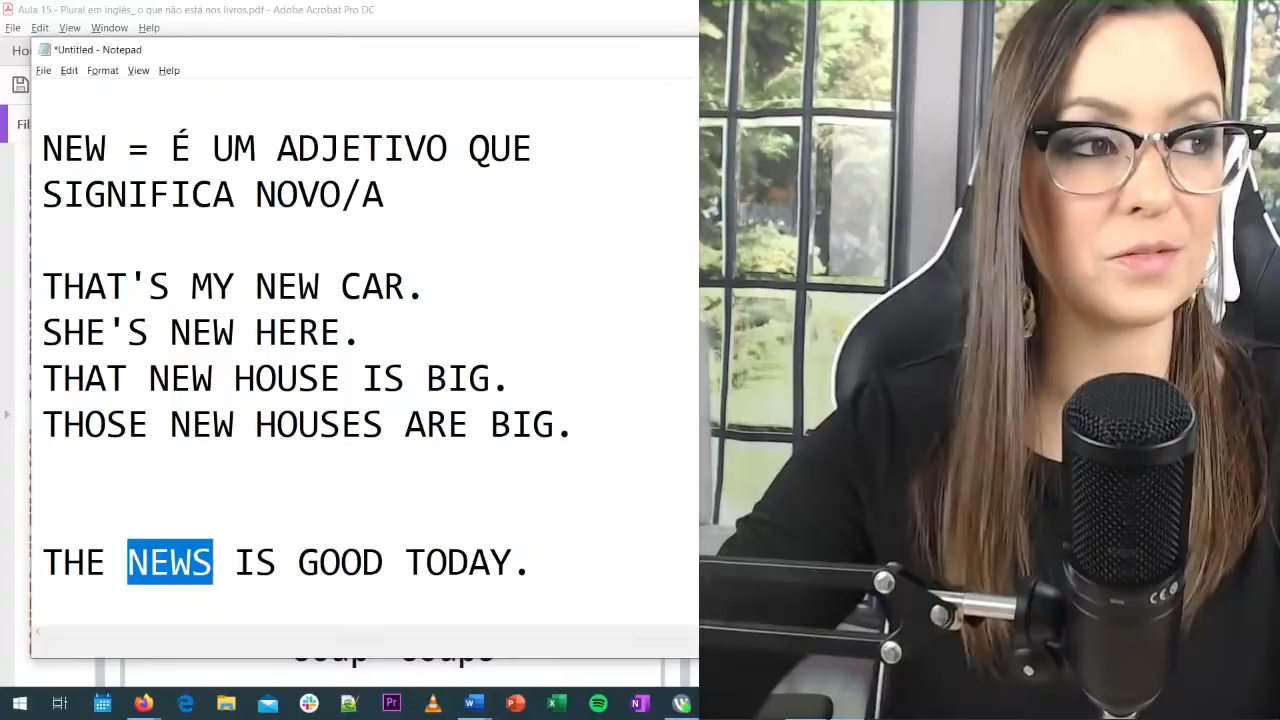 Aula 15 - Plural em inglês_ o que não está nos livros.pdf - Adobe Acrobat Pro DC
File Edit View Window Help
Ho
*Untitled - Notepad
File Edit Format View Help
Fil
NEW = É UM ADJETIVO QUE
SIGNIFICA NOVO/A
THAT'S MY NEW CAR.
SHE'S NEW HERE.
THAT NEW HOUSE IS BIG.
THOSE NEW HOUSES ARE BIG.
THE NEWS IS GOOD TODAY.